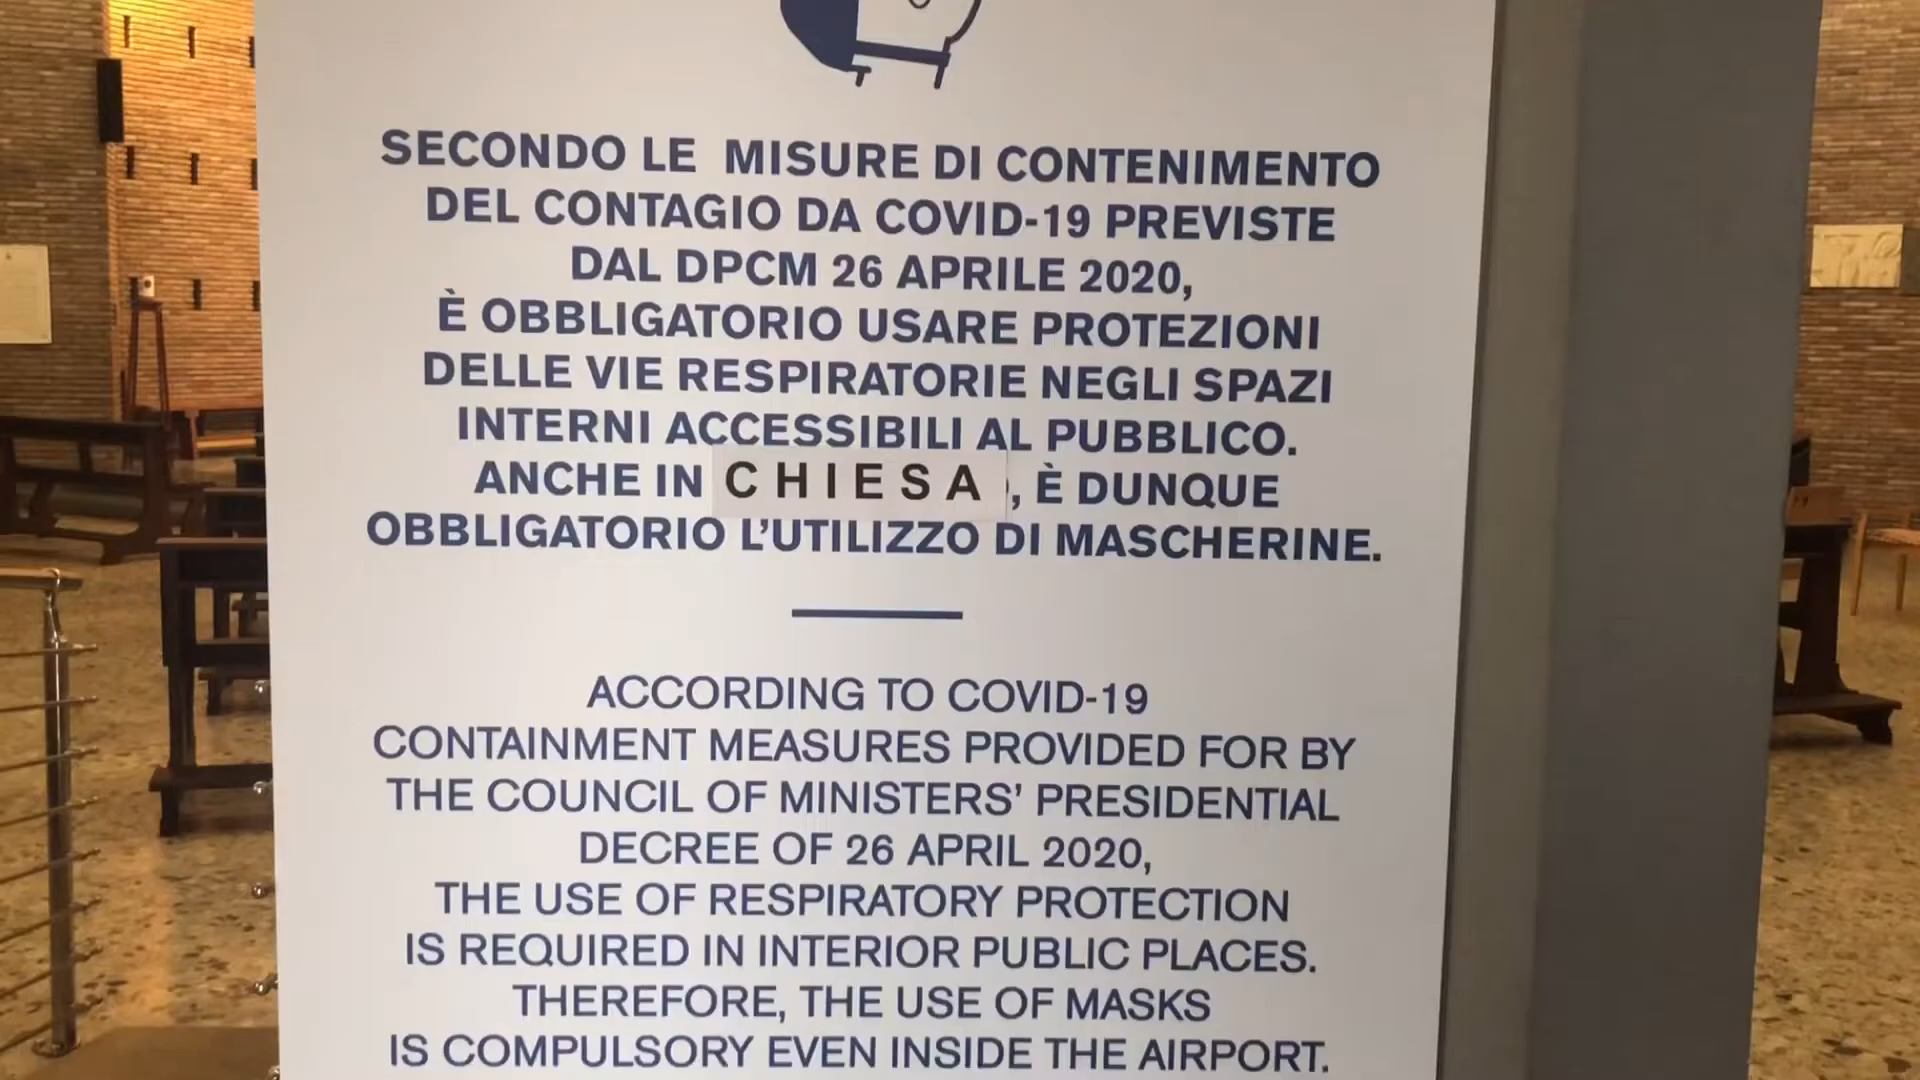 SECONDO LE MISURE DI CONTENIMENTO
DEL CONTAGIO DA COVID-19 PREVISTE
DAL DPCM 26 APRILE 2020,
È OBBLIGATORIO USARE PROTEZIONI
DELLE VIE RESPIRATORIE NEGLI SPAZI
INTERNI ACCESSIBILI AL PUBBLICO.
ANCHE IN CHIESA, È DUNQUE
OBBLIGATORIO L'UTILIZZO DI MASCHERINE.
ACCORDING TO COVID-19
CONTAINMENT MEASURES PROVIDED FOR BY
THE COUNCIL OF MINISTERS' PRESIDENTIAL
DECREE OF 26 APRIL 2020,
THE USE OF RESPIRATORY PROTECTION
IS REQUIRED IN INTERIOR PUBLIC PLACES.
THEREFORE, THE USE OF MASKS
IS COMPULSORY EVEN INSIDE THE AIRPORT.